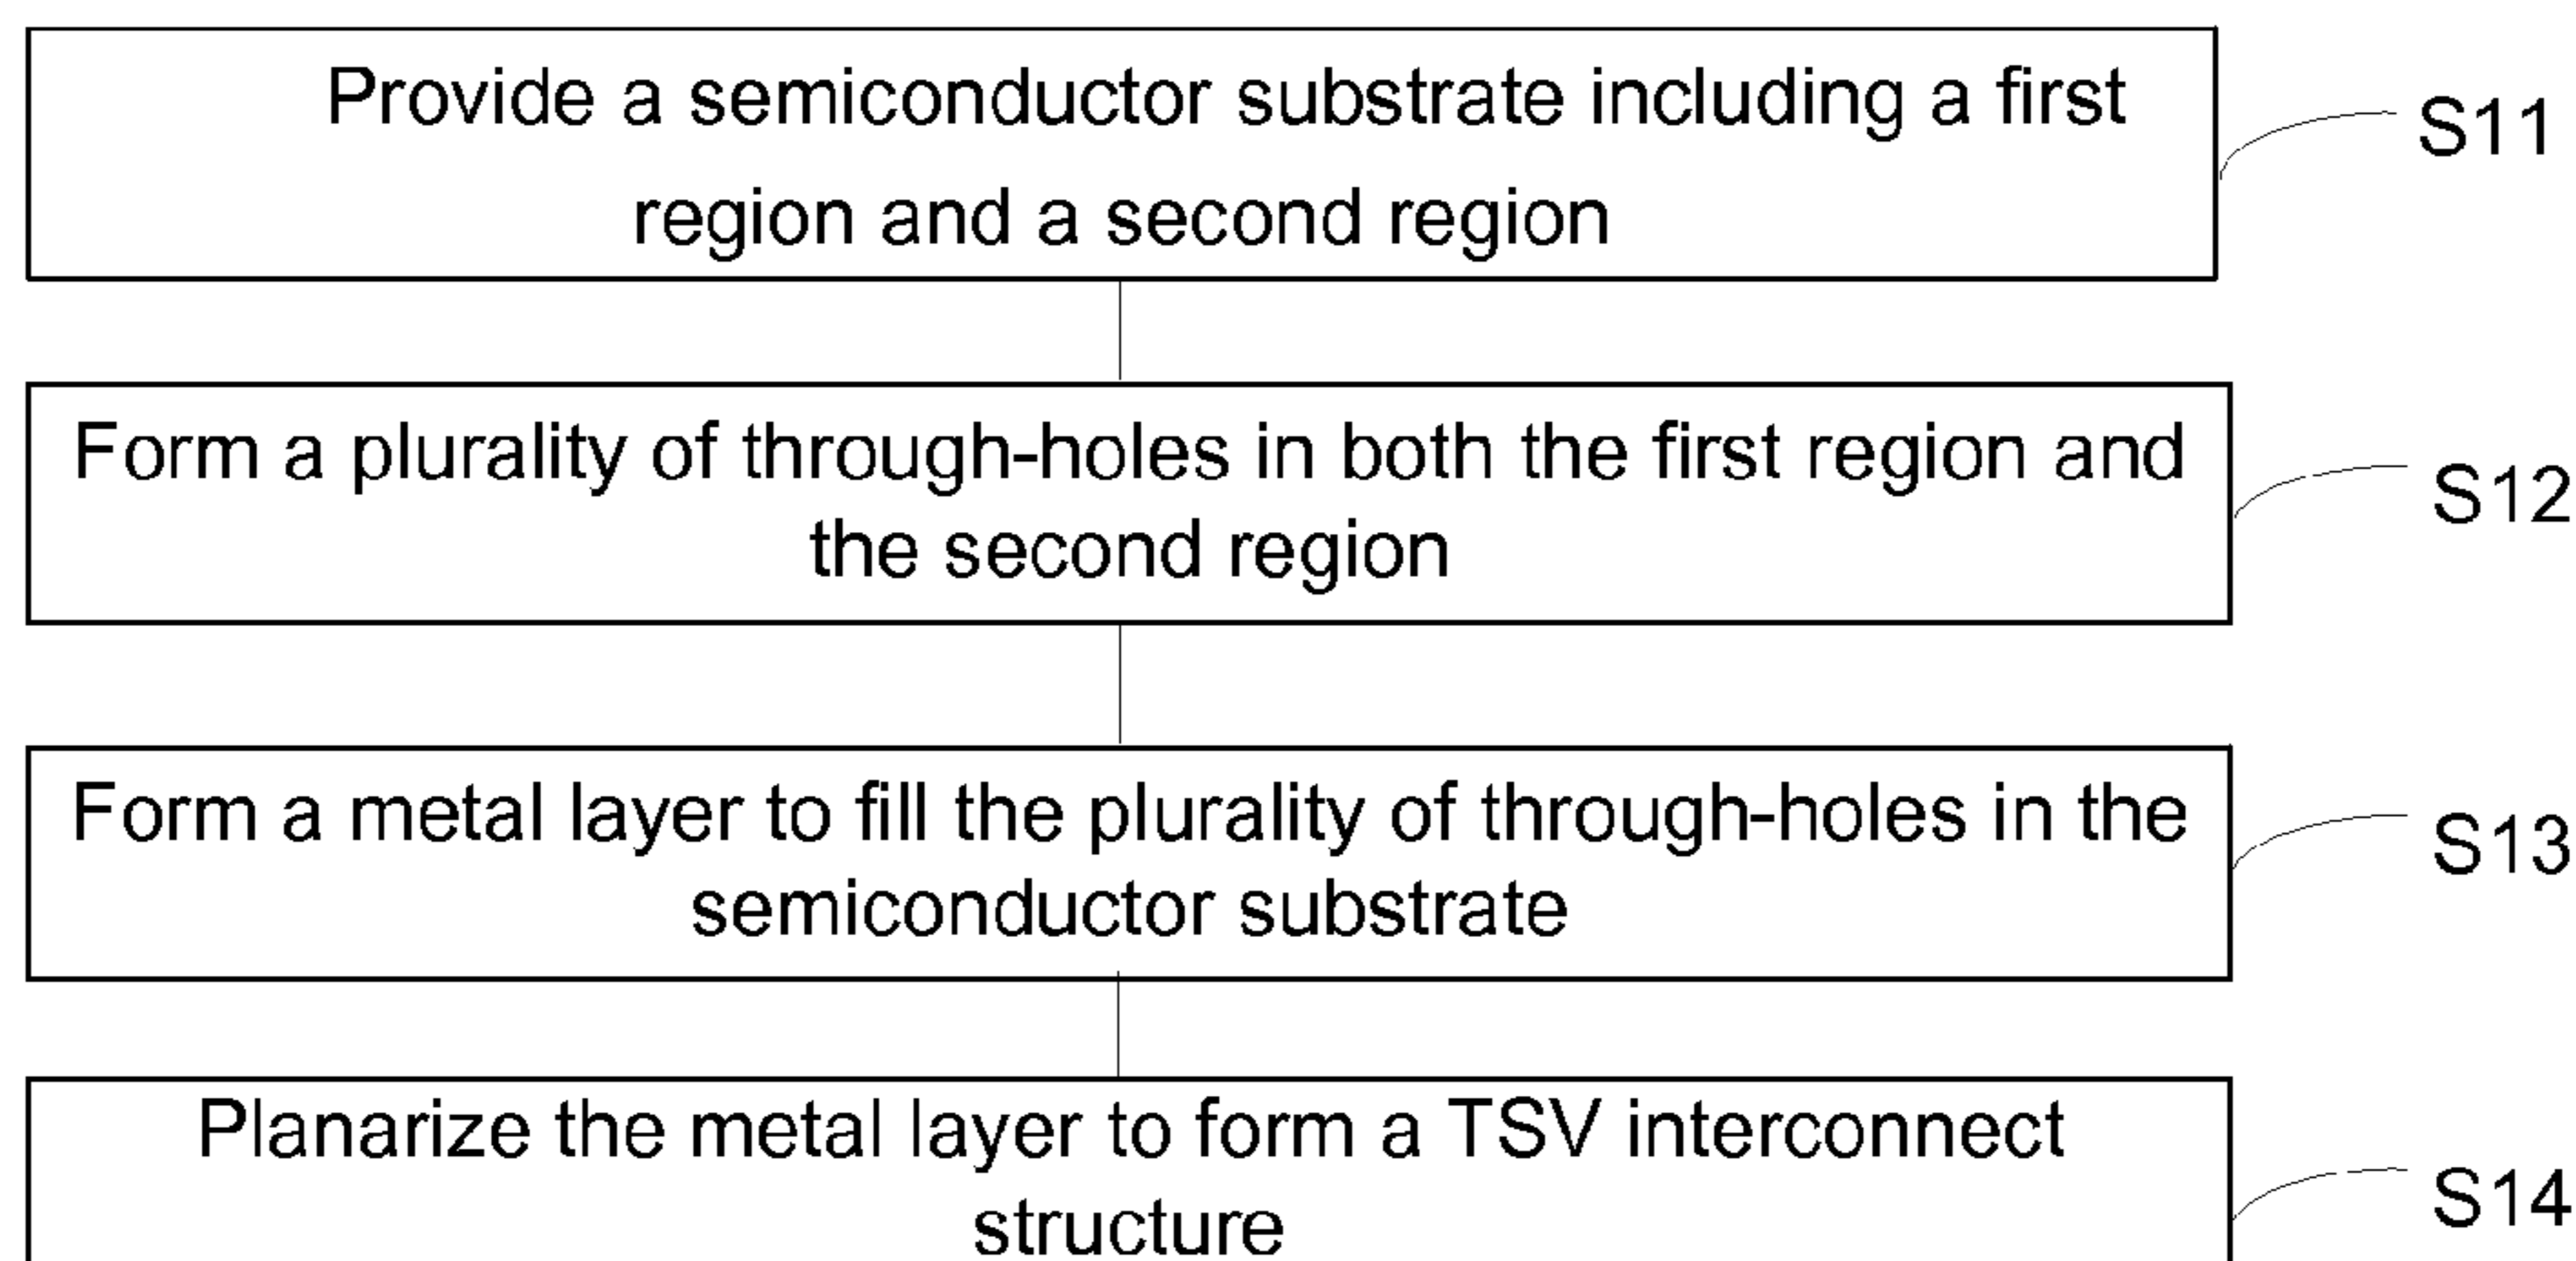 Provide a semiconductor substrate including a first
region and a second region
S11
Form a plurality of through-holes in both the first region and
the second region
S12
Form a metal layer to fill the plurality of through-holes in the
semiconductor substrate
S13
Planarize the metal layer to form a TSV interconnect
structure
S14